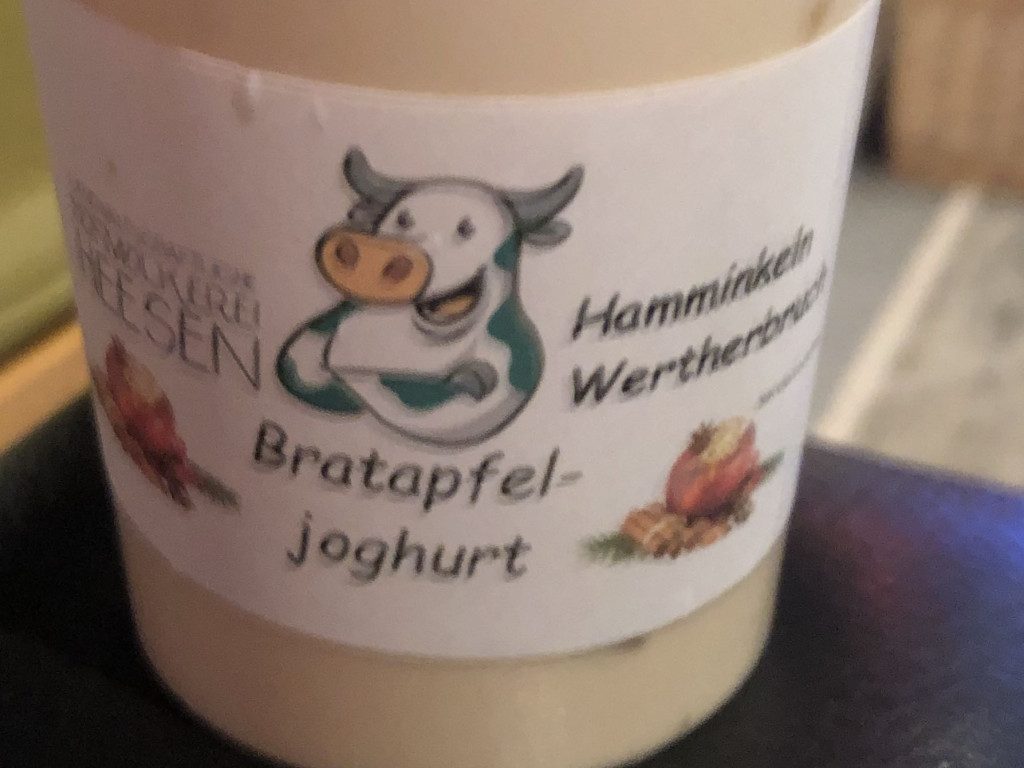 HEESEN
Hamminkeln
Wertherbruch
Bratapfel-
joghurt